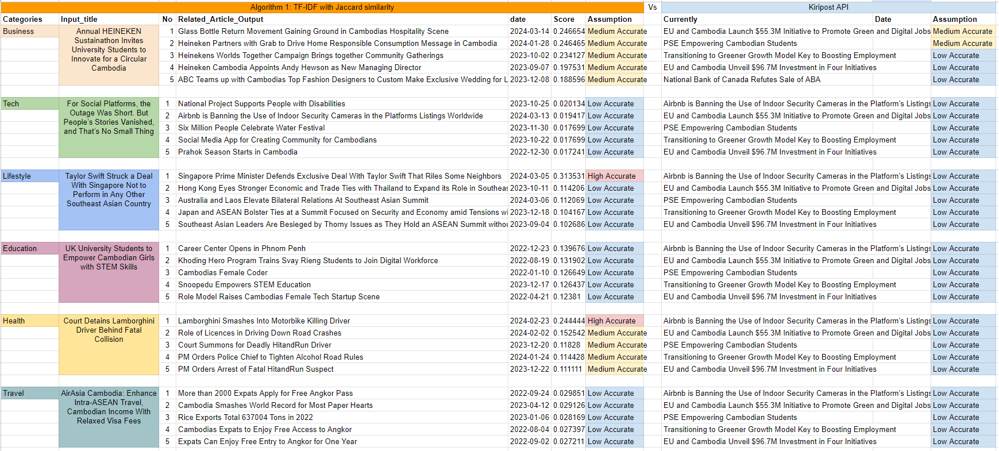 Algorithm 1: TF-IDF with Jaccard similarity Vs Kiripost API
Categories Input_title No Related_Article_Output date Score Assumption Currently Date Assumption
Business Annual HEINEKEN Sustainathon Invites University Students to Innovate for a Circular Cambodia
1 Glass Bottle Return Movement Gaining Ground in Cambodias Hospitality Scene 2024-03-14 0.246654 Medium Accurate EU and Cambodia Launch $55.3M Initiative to Promote Green and Digital Jobs Medium Accurate
2 Heineken Partners with Grab to Drive Home Responsible Consumption Message in Cambodia 2024-01-28 0.246465 Medium Accurate PSE Empowering Cambodian Students Medium Accurate
3 Heinekens Worlds Together Campaign Brings together Community Gatherings 2023-10-02 0.234127 Medium Accurate Transitioning to Greener Growth Model Key to Boosting Employment Low Accurate
4 Heineken Cambodia Appoints Andy Hewson as New Managing Director 2023-09-07 0.197531 Medium Accurate EU and Cambodia Unveil $96.7M Investment in Four Initiatives Low Accurate
5 ABC Teams up with Cambodias Top Fashion Designers to Custom Make Exclusive Wedding for L 2023-12-08 0.188596 Medium Accurate National Bank of Canada Refutes Sale of ABA Low Accurate
Tech For Social Platforms, the Outage Was Short. But People's Stories Vanished, and That's No Small Thing
1 National Project Supports People with Disabilities 2023-10-25 0.020134 Low Accurate Airbnb is Banning the Use of Indoor Security Cameras in the Platform's Listings Low Accurate
2 Airbnb is Banning the Use of Indoor Security Cameras in the Platforms Listings Worldwide 2024-03-13 0.019417 Low Accurate EU and Cambodia Launch $55.3M Initiative to Promote Green and Digital Jobs Low Accurate
3 Six Million People Celebrate Water Festival 2023-11-30 0.017699 Low Accurate PSE Empowering Cambodian Students Low Accurate
4 Social Media App for Creating Community for Cambodians 2023-10-22 0.017699 Low Accurate Transitioning to Greener Growth Model Key to Boosting Employment Low Accurate
5 Prahok Season Starts in Cambodia 2022-12-30 0.017241 Low Accurate EU and Cambodia Unveil $96.7M Investment in Four Initiatives Low Accurate
Lifestyle Taylor Swift Struck a Deal With Singapore Not to Perform in Any Other Southeast Asian Country
1 Singapore Prime Minister Defends Exclusive Deal With Taylor Swift That Riles Some Neighbors 2024-03-05 0.313531 High Accurate Airbnb is Banning the Use of Indoor Security Cameras in the Platform's Listings Low Accurate
2 Hong Kong Eyes Stronger Economic and Trade Ties with Thailand to Expand its Role in Southeas 2023-10-11 0.114206 Low Accurate EU and Cambodia Launch $55.3M Initiative to Promote Green and Digital Jobs Low Accurate
3 Australia and Laos Elevate Bilateral Relations At Southeast Asian Summit 2024-03-06 0.112069 Low Accurate PSE Empowering Cambodian Students Low Accurate
4 Japan and ASEAN Bolster Ties at a Summit Focused on Security and Economy amid Tensions wi 2023-12-18 0.104167 Low Accurate Transitioning to Greener Growth Model Key to Boosting Employment Low Accurate
5 Southeast Asian Leaders Are Besieged by Thorny Issues as They Hold an ASEAN Summit withou 2023-09-04 0.102686 Low Accurate EU and Cambodia Unveil $96.7M Investment in Four Initiatives Low Accurate
Education UK University Students to Empower Cambodian Girls with STEM Skills
1 Career Center Opens in Phnom Penh 2022-12-23 0.139676 Low Accurate Airbnb is Banning the Use of Indoor Security Cameras in the Platform's Listings Low Accurate
2 Khoding Hero Program Trains Svay Rieng Students to Join Digital Workforce 2022-08-19 0.131902 Low Accurate EU and Cambodia Launch $55.3M Initiative to Promote Green and Digital Jobs Low Accurate
3 Cambodias Female Coder 2022-01-10 0.126649 Low Accurate PSE Empowering Cambodian Students Low Accurate
4 Snoopedu Empowers STEM Education 2023-12-17 0.126437 Low Accurate Transitioning to Greener Growth Model Key to Boosting Employment Low Accurate
5 Role Model Raises Cambodias Female Tech Startup Scene 2022-04-21 0.12381 Low Accurate EU and Cambodia Unveil $96.7M Investment in Four Initiatives Low Accurate
Health Court Detains Lamborghini Driver Behind Fatal Collision
1 Lamborghini Smashes Into Motorbike Killing Driver 2024-02-23 0.244444 High Accurate Airbnb is Banning the Use of Indoor Security Cameras in the Platform's Listings Low Accurate
2 Role of Licences in Driving Down Road Crashes 2024-02-02 0.152542 Medium Accurate EU and Cambodia Launch $55.3M Initiative to Promote Green and Digital Jobs Low Accurate
3 Court Summons for Deadly HitandRun Driver 2023-12-20 0.11828 Medium Accurate PSE Empowering Cambodian Students Low Accurate
4 PM Orders Police Chief to Tighten Alcohol Road Rules 2024-01-24 0.114428 Medium Accurate Transitioning to Greener Growth Model Key to Boosting Employment Low Accurate
5 PM Orders Arrest of Fatal HitandRun Suspect 2023-12-22 0.111111 Medium Accurate EU and Cambodia Unveil $96.7M Investment in Four Initiatives Low Accurate
Travel AirAsia Cambodia: Enhance Intra-ASEAN Travel, Cambodian Income With Relaxed Visa Fees
1 More than 2000 Expats Apply for Free Angkor Pass 2022-09-24 0.029851 Low Accurate Airbnb is Banning the Use of Indoor Security Cameras in the Platform's Listings Low Accurate
2 Cambodia Smashes World Record for Most Paper Hearts 2023-04-12 0.029126 Low Accurate EU and Cambodia Launch $55.3M Initiative to Promote Green and Digital Jobs Low Accurate
3 Rice Exports Total 637004 Tons in 2022 2023-01-06 0.028169 Low Accurate PSE Empowering Cambodian Students Low Accurate
4 Cambodias Expats to Enjoy Free Access to Angkor 2022-08-04 0.027397 Low Accurate Transitioning to Greener Growth Model Key to Boosting Employment Low Accurate
5 Expats Can Enjoy Free Entry to Angkor for One Year 2022-09-02 0.027211 Low Accurate EU and Cambodia Unveil $96.7M Investment in Four Initiatives Low Accurate